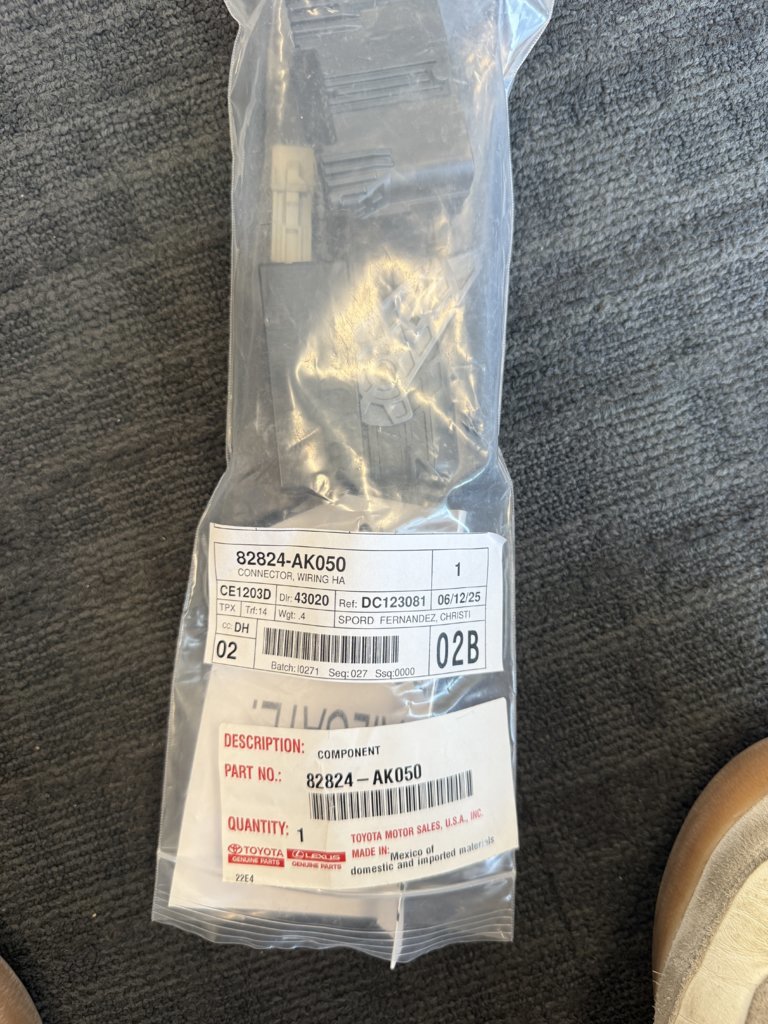 82824-AK050
CONNECTOR, WIRING HA
1
CE1203D
Dlr: 43020
Ref: DC123081
06/12/25
TPX
Trf:14
Wgt: .4
SPORD FERNANDEZ, CHRISTI
CC: DH
02
02B
Batch:I0271 Seq:027 Ssq:0000
DESCRIPTION: COMPONENT
PART NO.: 82824-AK050
QUANTITY: 1
TOYOTA MOTOR SALES, U.S.A., INC.
MADE IN: Mexico of
domestic and imported materials
TOYOTA
GENUINE PARTS
LEXUS
GENUINE PARTS
22E4